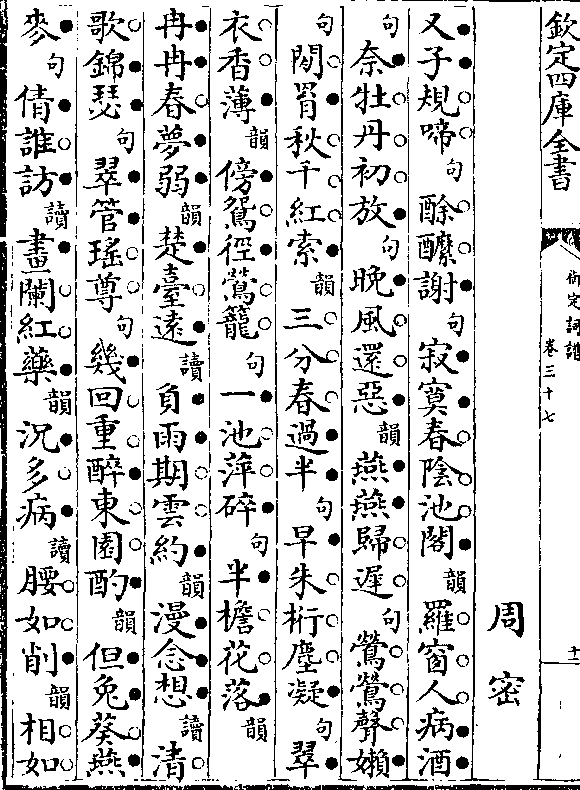 欽定四庫全書
御定詞譜
卷三十七
十一
周密
又子規啼句酴醾謝句寂寞春陰池閣韻羅窗人病酒
句奈牡丹初放句晚風還惡韻燕燕歸遲句鶯鶯聲嬾
句閒罥秋千紅索韻三分春過半句早朱桁塵凝句翠
衣香薄韻傍鴛徑鶯籠句一池萍碎句半檐花落韻
冉冉春夢弱韻楚臺遠讀負雨期雲約韻漫念想讀清
歌錦瑟句翠管瑤尊句幾回重醉東園酌韻但兔葵燕
麥句倩誰訪讀畫闌紅藥韻況多病讀腰如削韻相如